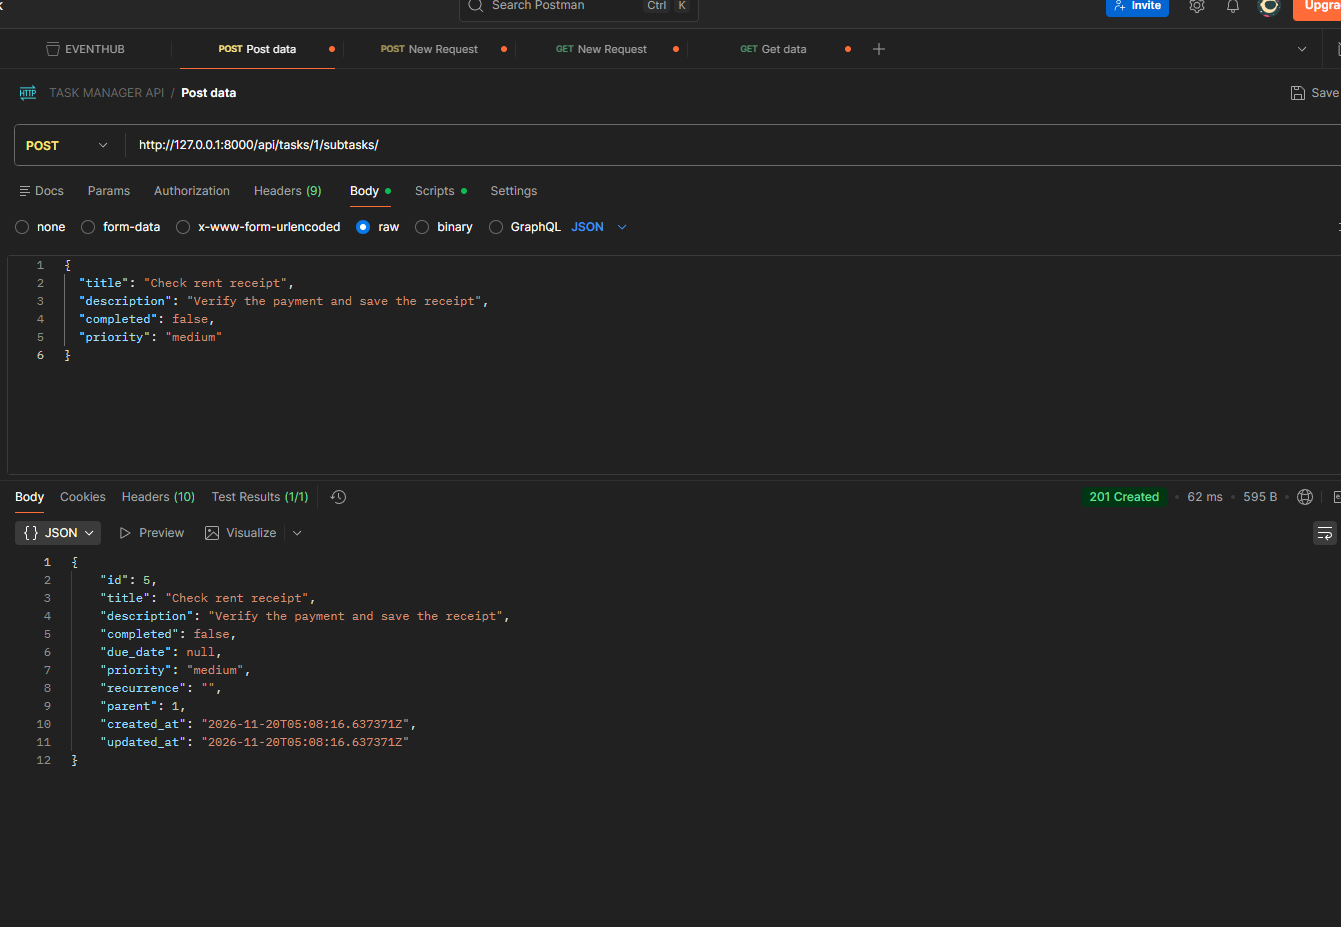 Search Postman Ctrl K Invite Upgra
EVENTHUB POST Post data POST New Request GET New Request GET Get data
HTTP TASK MANAGER API / Post data Save
POST http://127.0.0.1:8000/api/tasks/1/subtasks/
Docs Params Authorization Headers (9) Body Scripts Settings
none form-data x-www-form-urlencoded raw binary GraphQL JSON
1 {
2 "title": "Check rent receipt",
3 "description": "Verify the payment and save the receipt",
4 "completed": false,
5 "priority": "medium"
6 }
Body Cookies Headers (10) Test Results (1/1) 201 Created • 62 ms • 595 B •
{} JSON Preview Visualize
1 {
2 "id": 5,
3 "title": "Check rent receipt",
4 "description": "Verify the payment and save the receipt",
5 "completed": false,
6 "due_date": null,
7 "priority": "medium",
8 "recurrence": "",
9 "parent": 1,
10 "created_at": "2026-11-20T05:08:16.637371Z",
11 "updated_at": "2026-11-20T05:08:16.637371Z"
12 }